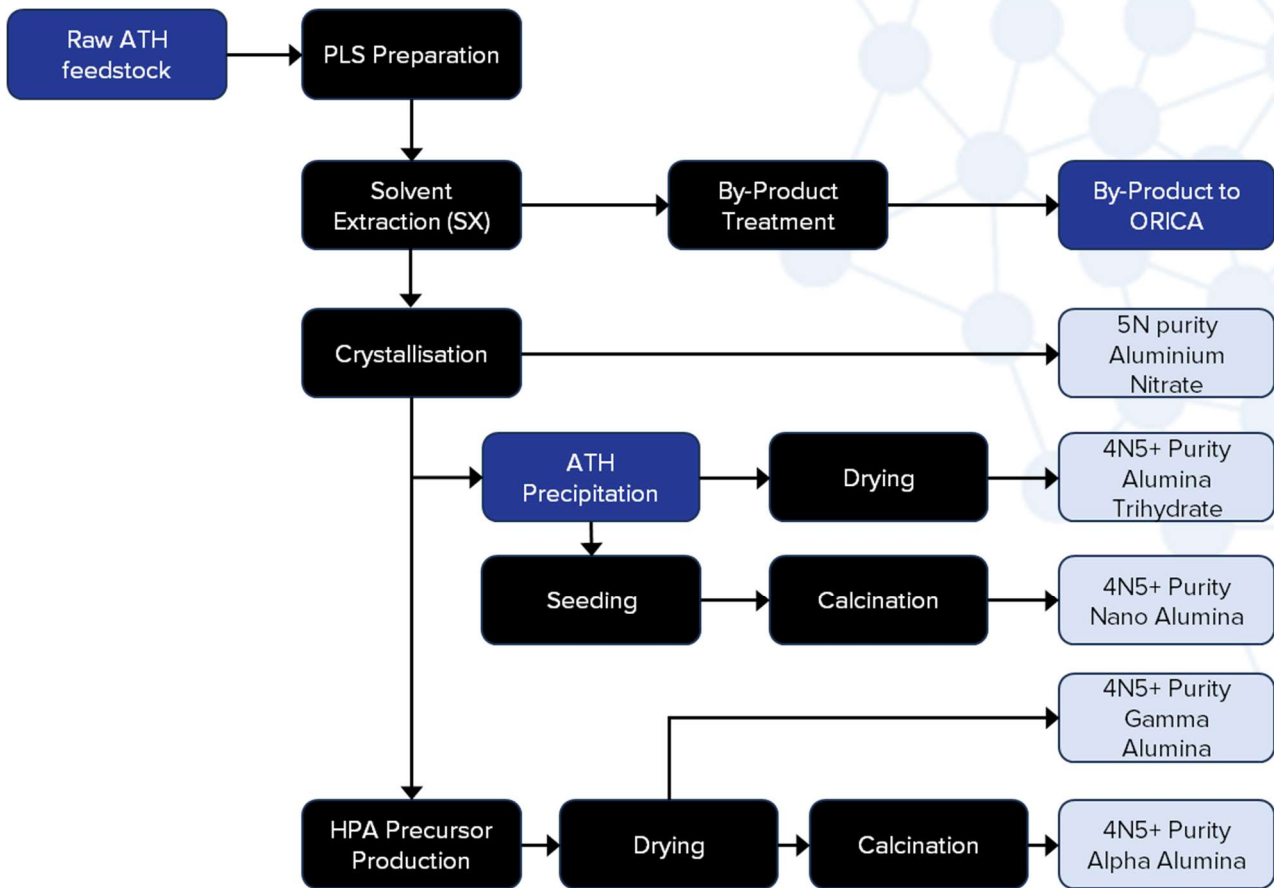 Raw ATH
feedstock
PLS Preparation
Solvent
Extraction (SX)
By-Product
Treatment
By-Product to
ORICA
Crystallisation
5N purity
Aluminium
Nitrate
ATH
Precipitation
Drying
4N5+ Purity
Alumina
Trihydrate
Seeding
Calcination
4N5+ Purity
Nano Alumina
4N5+ Purity
Gamma
Alumina
HPA Precursor
Production
Drying
Calcination
4N5+ Purity
Alpha Alumina